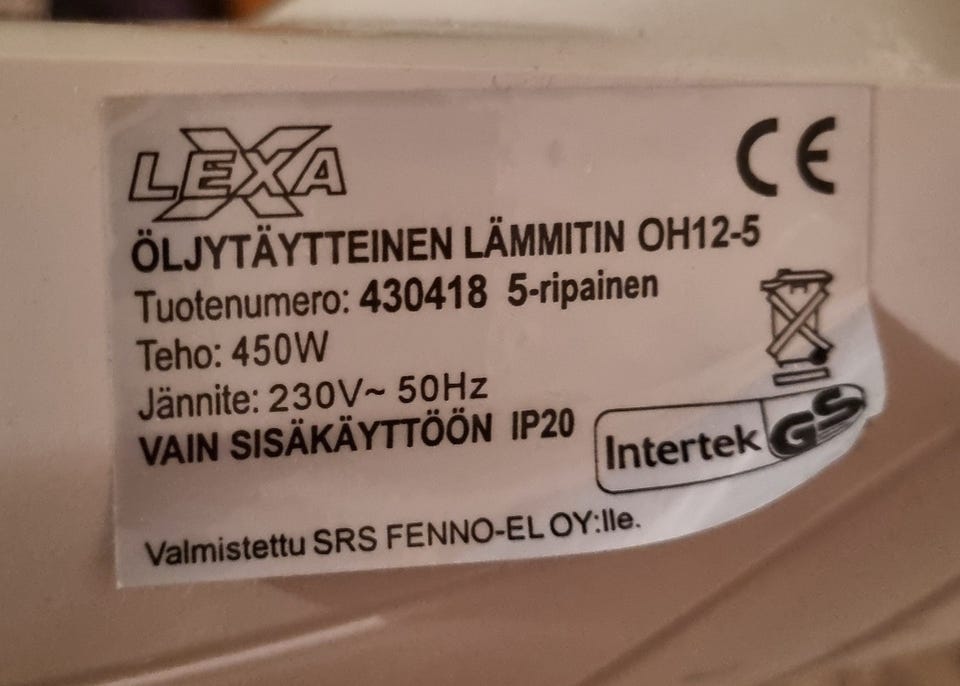 LEXA
CE
ÖLJYTÄYTTEINEN LÄMMITIN OH12-5
Tuotenumero: 430418 5-ripainen
Teho: 450W
Jännite: 230V~ 50Hz
VAIN SISÄKÄYTTÖÖN IP20
Intertek GS
Valmistettu SRS FENNO-EL OY:lle.